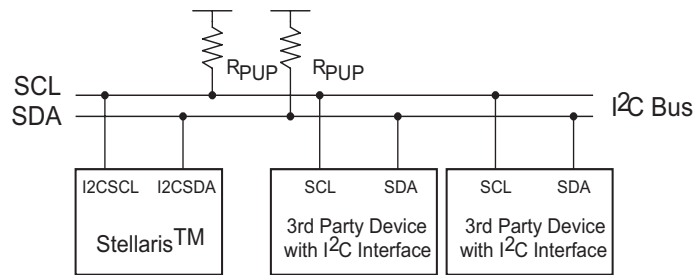 RPUP RPUP
SCL
SDA
I²C Bus
I2CSCL I2CSDA
Stellaris™
SCL SDA
3rd Party Device
with I²C Interface
SCL SDA
3rd Party Device
with I²C Interface